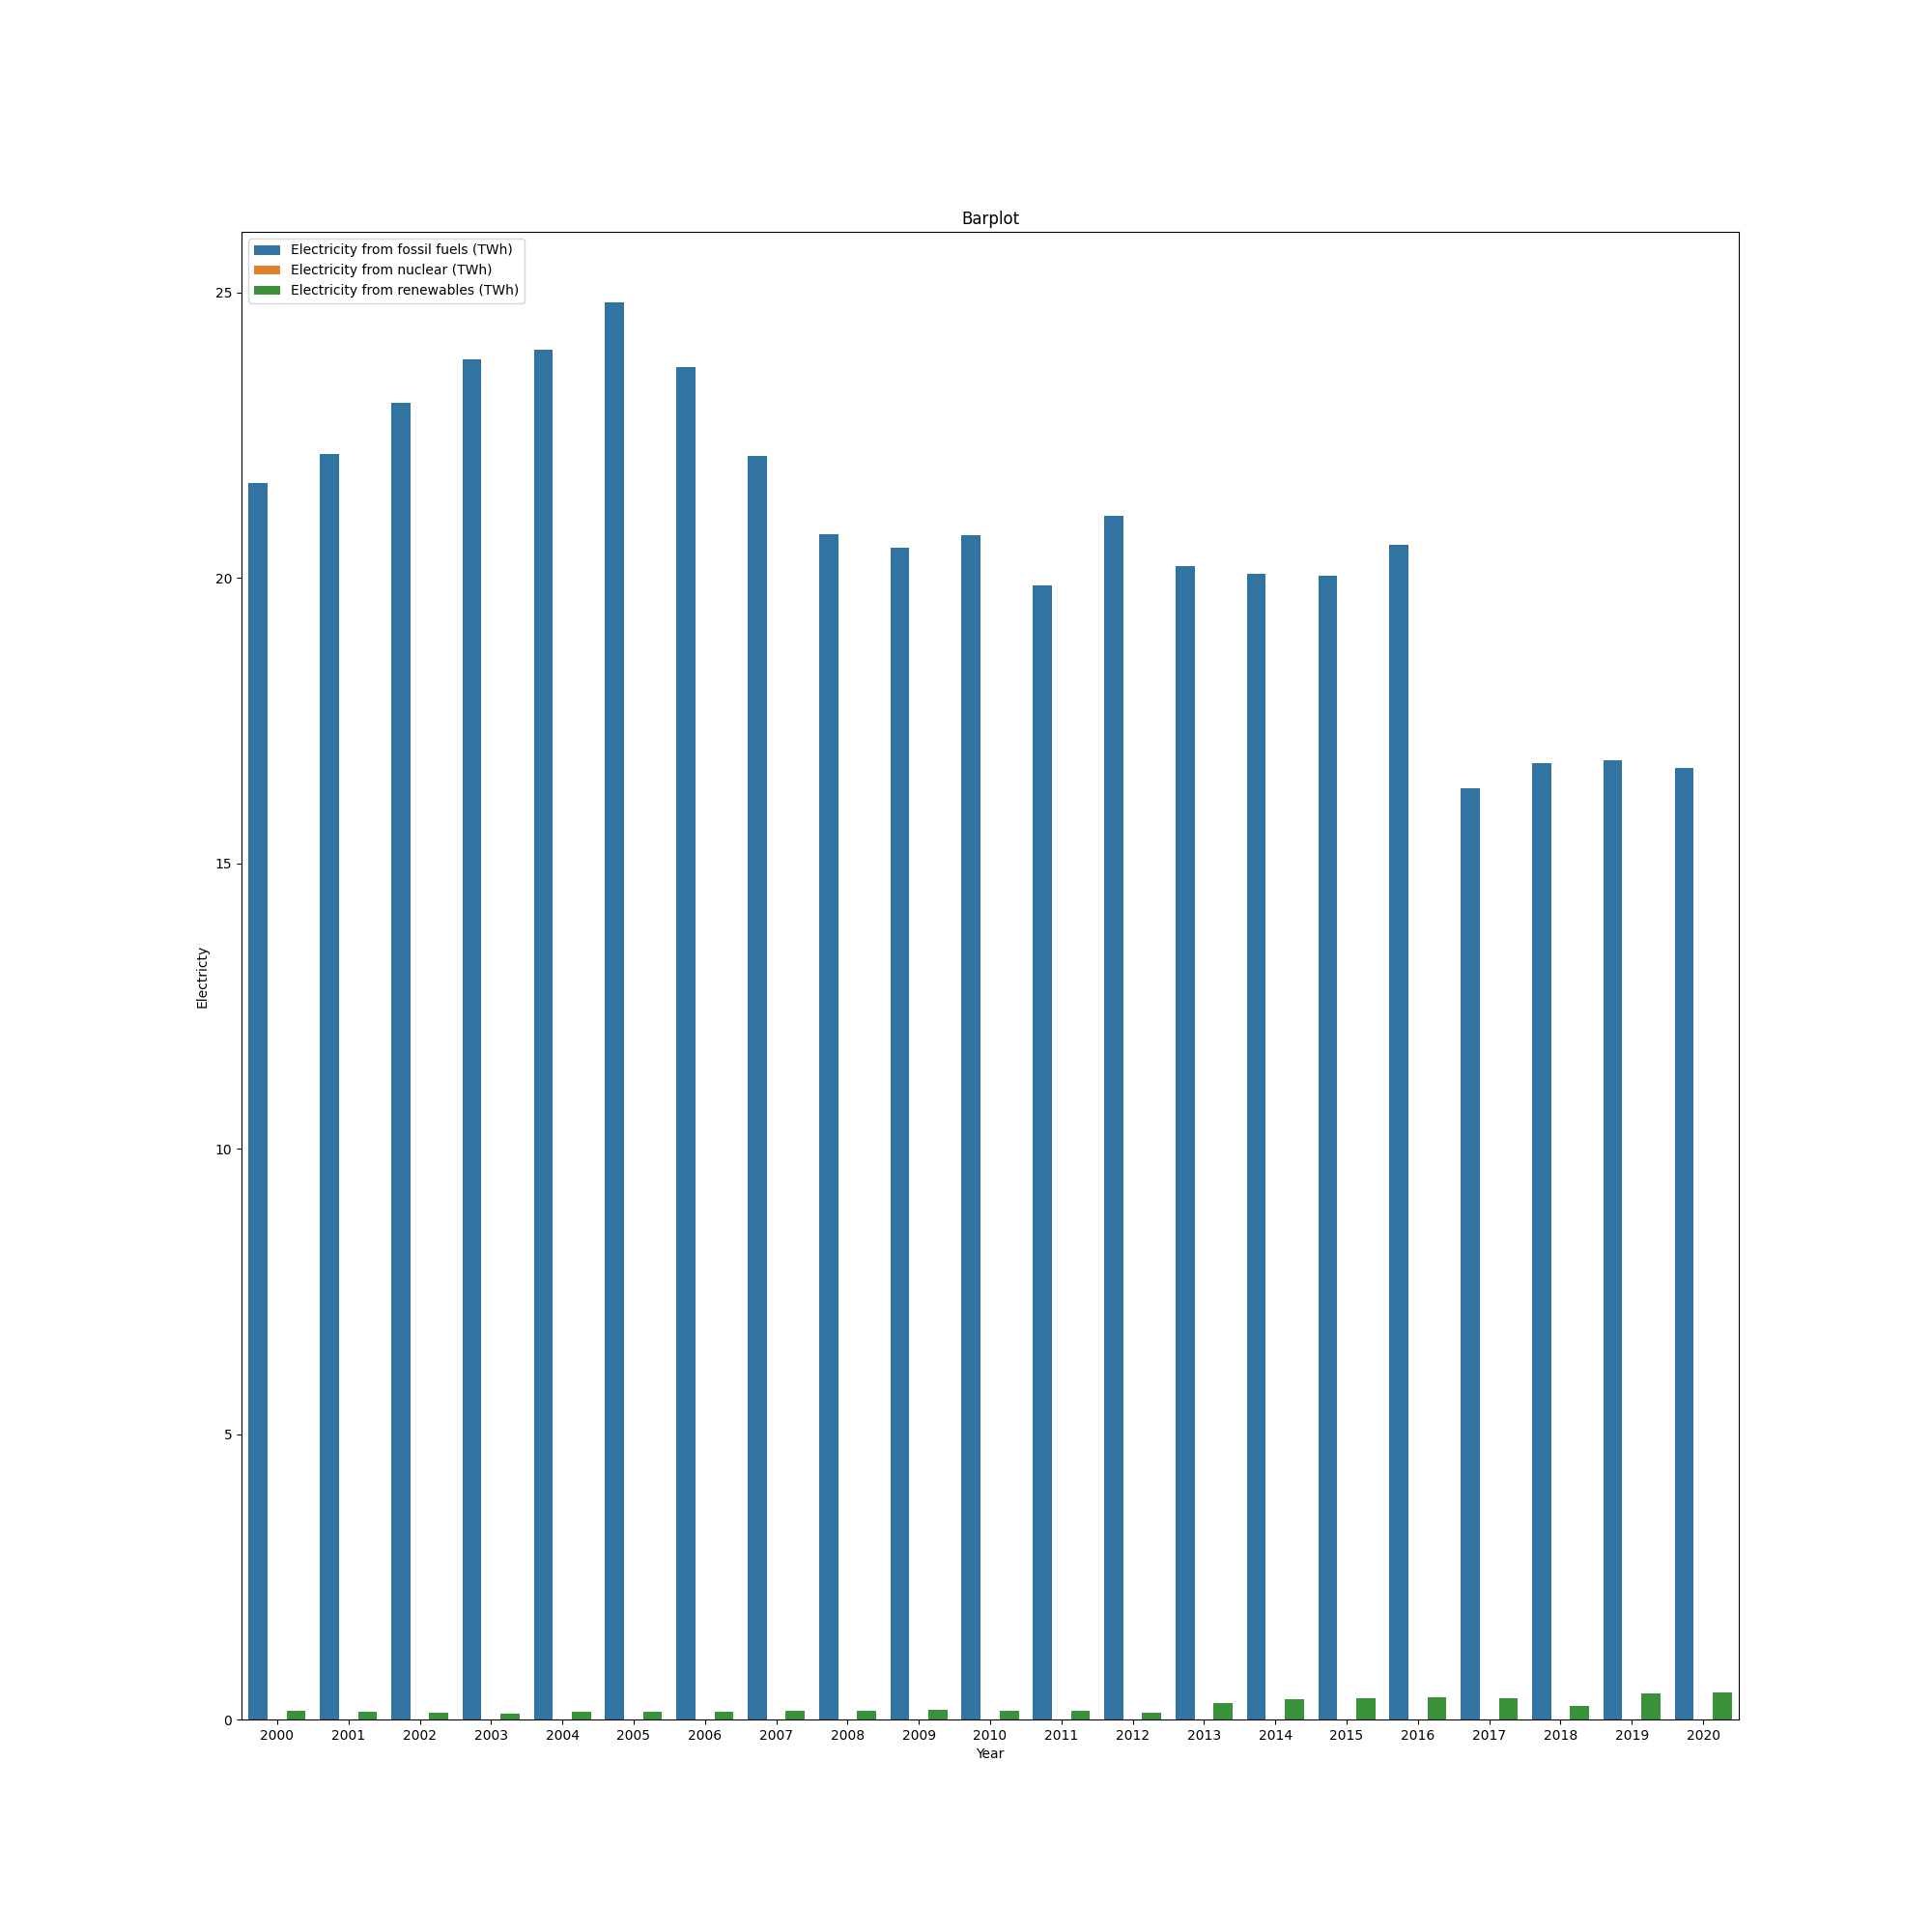 Barplot
Electricity from fossil fuels (TWh)
Electricity from nuclear (TWh)
Electricity from renewables (TWh)
25
20
15
10
5
0
Electricty
2000 2001 2002 2003 2004 2005 2006 2007 2008 2009 2010 2011 2012 2013 2014 2015 2016 2017 2018 2019 2020
Year